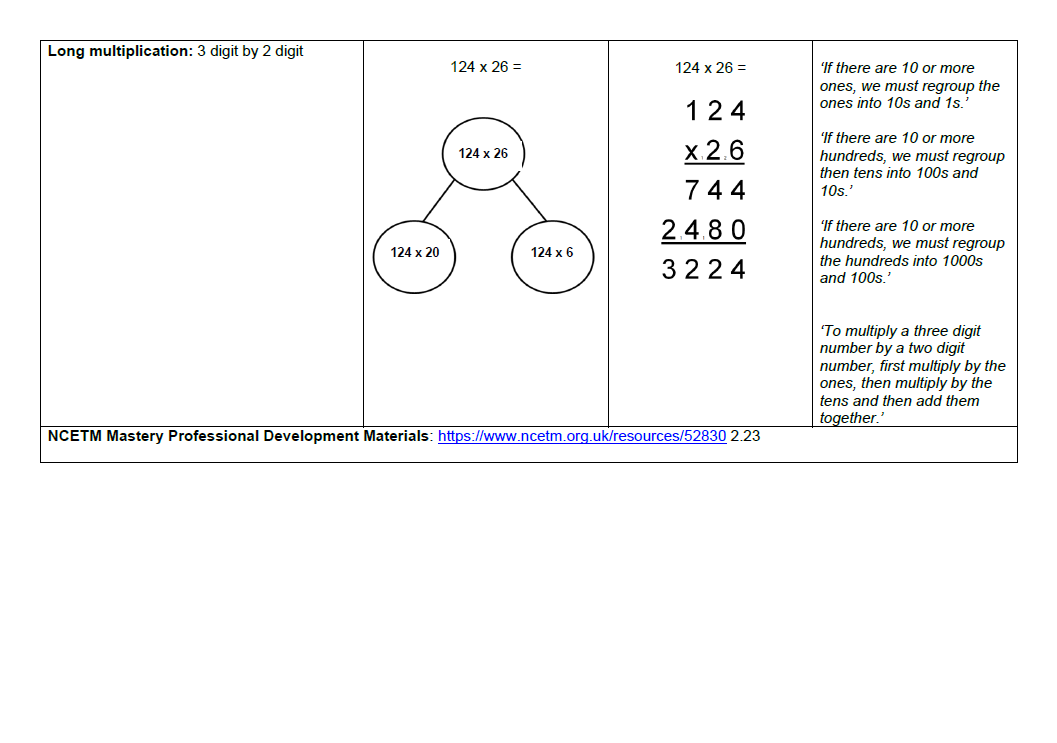 Long multiplication: 3 digit by 2 digit
124 x 26 =
124 x 26
124 x 20
124 x 6
124 x 26 =
1 2 4
x 1 2 2 6
7 4 4
2 1 4 1 8 0
3 2 2 4
‘If there are 10 or more
ones, we must regroup the
ones into 10s and 1s.’
‘If there are 10 or more
hundreds, we must regroup
then tens into 100s and
10s.’
‘If there are 10 or more
hundreds, we must regroup
the hundreds into 1000s
and 100s.’
‘To multiply a three digit
number by a two digit
number, first multiply by the
ones, then multiply by the
tens and then add them
together.’
NCETM Mastery Professional Development Materials: https://www.ncetm.org.uk/resources/52830 2.23